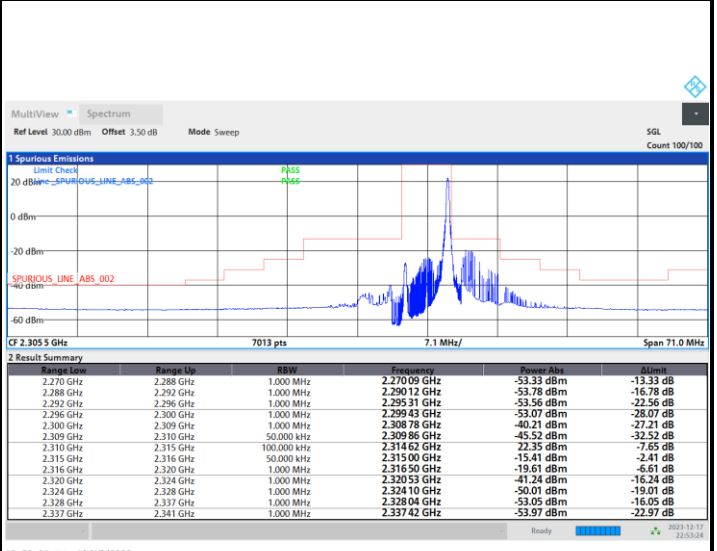 MultiView Spectrum
Ref Level 30.00 dBm Offset 3.50 dB Mode Sweep SGL
Count 100/100
1 Spurious Emissions
Limit Check PASS
Line _SPURIOUS_LINE_ABS_002 PASS
20 dBm
0 dBm
-20 dBm
_SPURIOUS_LINE_ABS_002
-40 dBm
-60 dBm
CF 2.305 5 GHz 7013 pts 7.1 MHz/ Span 71.0 MHz
2 Result Summary
Range Low Range Up RBW Frequency Power Abs ΔLimit
2.270 GHz 2.288 GHz 1.000 MHz 2.270 09 GHz -53.33 dBm -13.33 dB
2.288 GHz 2.292 GHz 1.000 MHz 2.290 12 GHz -53.78 dBm -16.78 dB
2.292 GHz 2.296 GHz 1.000 MHz 2.295 31 GHz -53.56 dBm -22.56 dB
2.296 GHz 2.300 GHz 1.000 MHz 2.299 43 GHz -53.07 dBm -28.07 dB
2.300 GHz 2.309 GHz 1.000 MHz 2.308 78 GHz -40.21 dBm -27.21 dB
2.309 GHz 2.310 GHz 50.000 kHz 2.309 86 GHz -45.52 dBm -32.52 dB
2.310 GHz 2.315 GHz 100.000 kHz 2.314 62 GHz 22.35 dBm -7.65 dB
2.315 GHz 2.316 GHz 50.000 kHz 2.315 00 GHz -15.41 dBm -2.41 dB
2.316 GHz 2.320 GHz 1.000 MHz 2.316 50 GHz -19.61 dBm -6.61 dB
2.320 GHz 2.324 GHz 1.000 MHz 2.320 53 GHz -41.24 dBm -16.24 dB
2.324 GHz 2.328 GHz 1.000 MHz 2.324 10 GHz -50.01 dBm -19.01 dB
2.328 GHz 2.337 GHz 1.000 MHz 2.328 04 GHz -53.05 dBm -16.05 dB
2.337 GHz 2.341 GHz 1.000 MHz 2.337 42 GHz -53.97 dBm -22.97 dB
Ready 2023-12-17
22:53:24